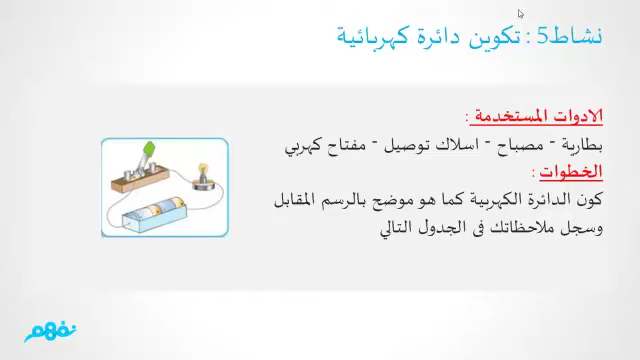 نشاط5 : تكوين دائرة كهربائية
الادوات المستخدمة :
بطارية - مصباح - اسلاك توصيل - مفتاح كهربي
الخطوات :
كون الدائرة الكهربية كما هو موضح بالرسم المقابل
وسجل ملاحظاتك فى الجدول التالي
نفهم